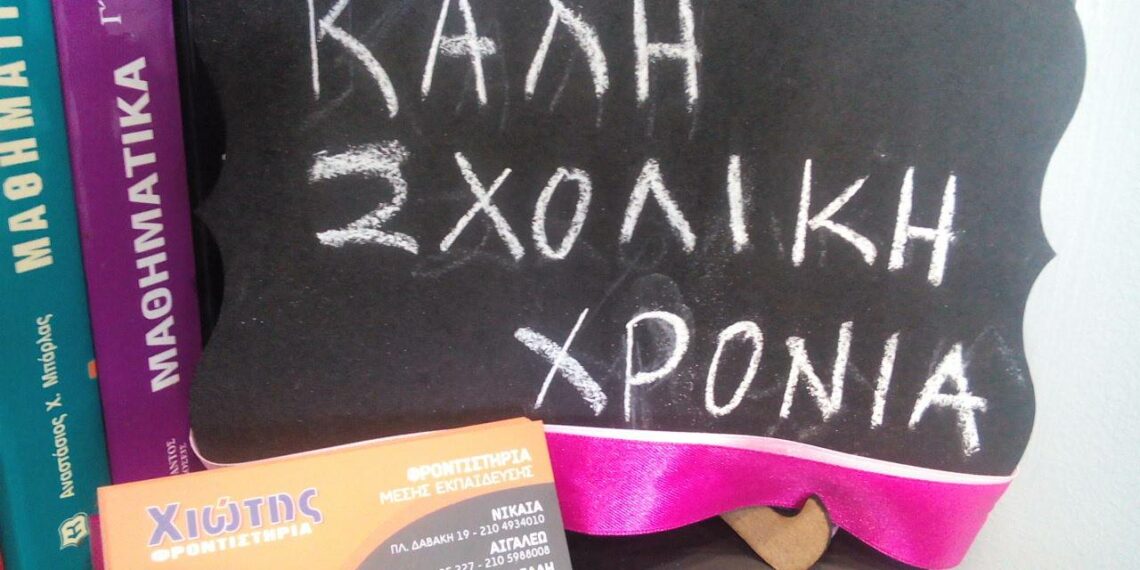 ΚΑΛΗ
ΣΧΟΛΙΚΗ
ΧΡΟΝΙΑ
ΜΑΘΗΜΑΤΙΚΑ
Αναστάσιος Χ. Μπάρλας
ΦΡΟΝΤΙΣΤΗΡΙΑ
ΜΕΣΗΣ ΕΚΠΑΙΔΕΥΣΗΣ
Χιώτης
ΦΡΟΝΤΙΣΤΗΡΙΑ
ΝΙΚΑΙΑ
ΠΛ. ΔΑΒΑΚΗ 19 - 210 4934010
ΑΙΓΑΛΕΩ
227 - 210 5988008